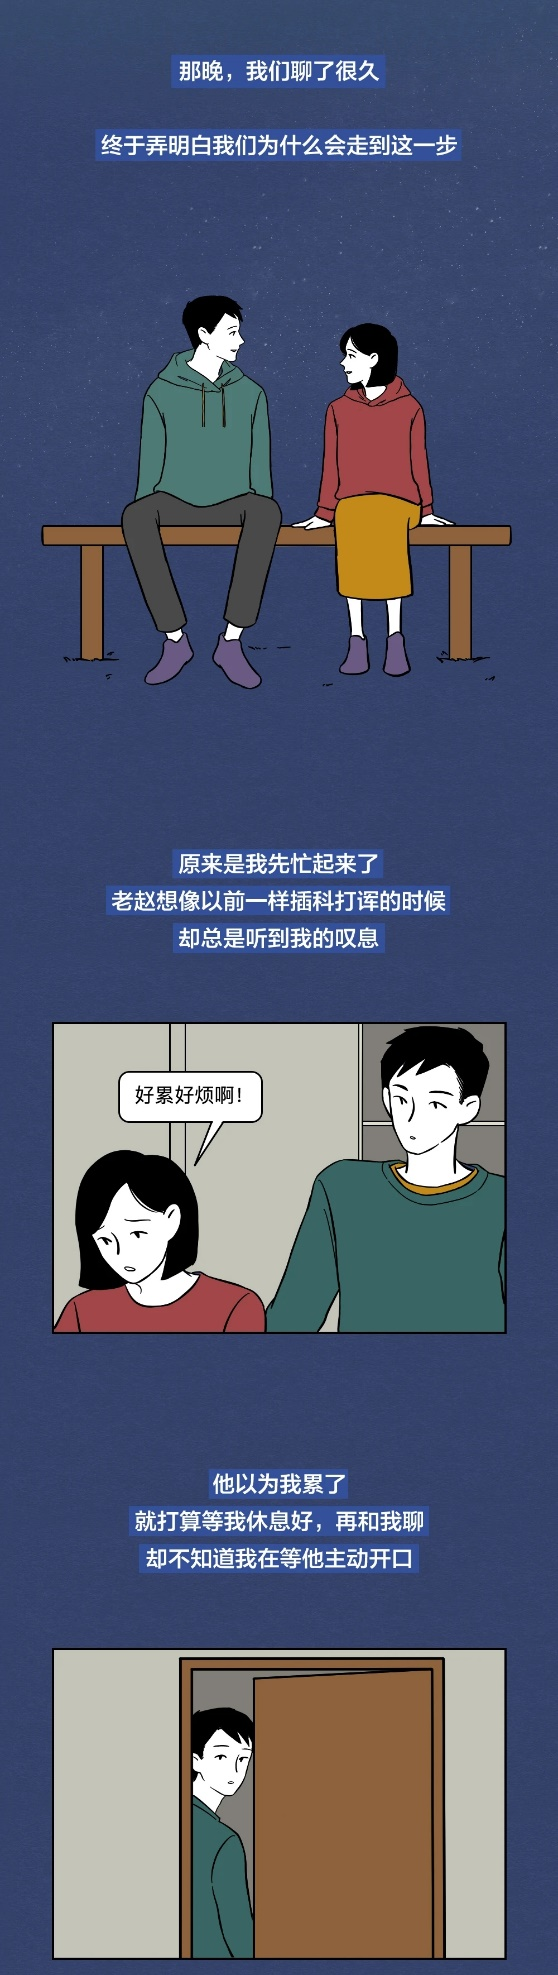 那晚，我们聊了很久
终于弄明白我们为什么会走到这一步
原来是我先忙起来了
老赵想像以前一样插科打诨的时候
却总是听到我的叹息
好累好烦啊！
他以为我累了
就打算等我休息好，再和我聊
却不知道我在等他主动开口